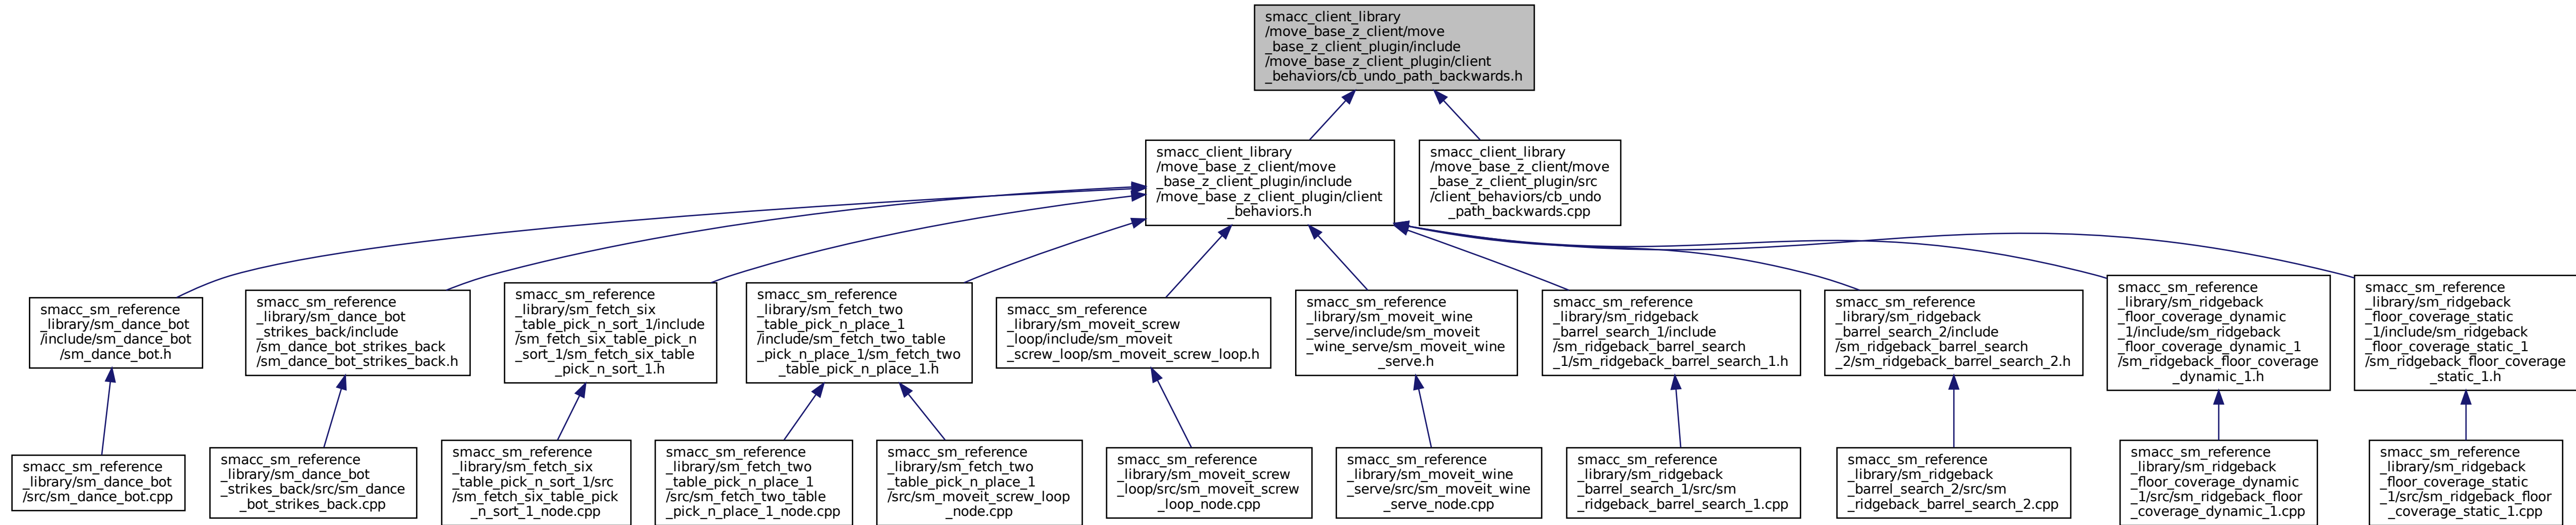 smacc_client_library
/move_base_z_client/move
_base_z_client_plugin/include
/move_base_z_client_plugin/client
_behaviors/cb_undo_path_backwards.h
smacc_client_library
/move_base_z_client/move
_base_z_client_plugin/include
/move_base_z_client_plugin/client
_behaviors.h
smacc_client_library
/move_base_z_client/move
_base_z_client_plugin/src
/client_behaviors/cb_undo
_path_backwards.cpp
smacc_sm_reference
_library/sm_dance_bot
/include/sm_dance_bot
/sm_dance_bot.h
smacc_sm_reference
_library/sm_dance_bot
_strikes_back/include
/sm_dance_bot_strikes_back
/sm_dance_bot_strikes_back.h
smacc_sm_reference
_library/sm_fetch_six
_table_pick_n_sort_1/include
/sm_fetch_six_table_pick_n
_sort_1/sm_fetch_six_table
_pick_n_sort_1.h
smacc_sm_reference
_library/sm_fetch_two
_table_pick_n_place_1
/include/sm_fetch_two_table
_pick_n_place_1/sm_fetch_two
_table_pick_n_place_1.h
smacc_sm_reference
_library/sm_moveit_screw
_loop/include/sm_moveit
_screw_loop/sm_moveit_screw_loop.h
smacc_sm_reference
_library/sm_moveit_wine
_serve/include/sm_moveit
_wine_serve/sm_moveit_wine
_serve.h
smacc_sm_reference
_library/sm_ridgeback
_barrel_search_1/include
/sm_ridgeback_barrel_search
_1/sm_ridgeback_barrel_search_1.h
smacc_sm_reference
_library/sm_ridgeback
_barrel_search_2/include
/sm_ridgeback_barrel_search
_2/sm_ridgeback_barrel_search_2.h
smacc_sm_reference
_library/sm_ridgeback
_floor_coverage_dynamic
_1/include/sm_ridgeback
_floor_coverage_dynamic_1
/sm_ridgeback_floor_coverage
_dynamic_1.h
smacc_sm_reference
_library/sm_ridgeback
_floor_coverage_static
_1/include/sm_ridgeback
_floor_coverage_static_1
/sm_ridgeback_floor_coverage
_static_1.h
smacc_sm_reference
_library/sm_dance_bot
/src/sm_dance_bot.cpp
smacc_sm_reference
_library/sm_dance_bot
_strikes_back/src/sm_dance
_bot_strikes_back.cpp
smacc_sm_reference
_library/sm_fetch_six
_table_pick_n_sort_1/src
/sm_fetch_six_table_pick
_n_sort_1_node.cpp
smacc_sm_reference
_library/sm_fetch_two
_table_pick_n_place_1
/src/sm_fetch_two_table
_pick_n_place_1_node.cpp
smacc_sm_reference
_library/sm_fetch_two
_table_pick_n_place_1
/src/sm_moveit_screw_loop
_node.cpp
smacc_sm_reference
_library/sm_moveit_screw
_loop/src/sm_moveit_screw
_loop_node.cpp
smacc_sm_reference
_library/sm_moveit_wine
_serve/src/sm_moveit_wine
_serve_node.cpp
smacc_sm_reference
_library/sm_ridgeback
_barrel_search_1/src/sm
_ridgeback_barrel_search_1.cpp
smacc_sm_reference
_library/sm_ridgeback
_barrel_search_2/src/sm
_ridgeback_barrel_search_2.cpp
smacc_sm_reference
_library/sm_ridgeback
_floor_coverage_dynamic
_1/src/sm_ridgeback_floor
_coverage_dynamic_1.cpp
smacc_sm_reference
_library/sm_ridgeback
_floor_coverage_static
_1/src/sm_ridgeback_floor
_coverage_static_1.cpp